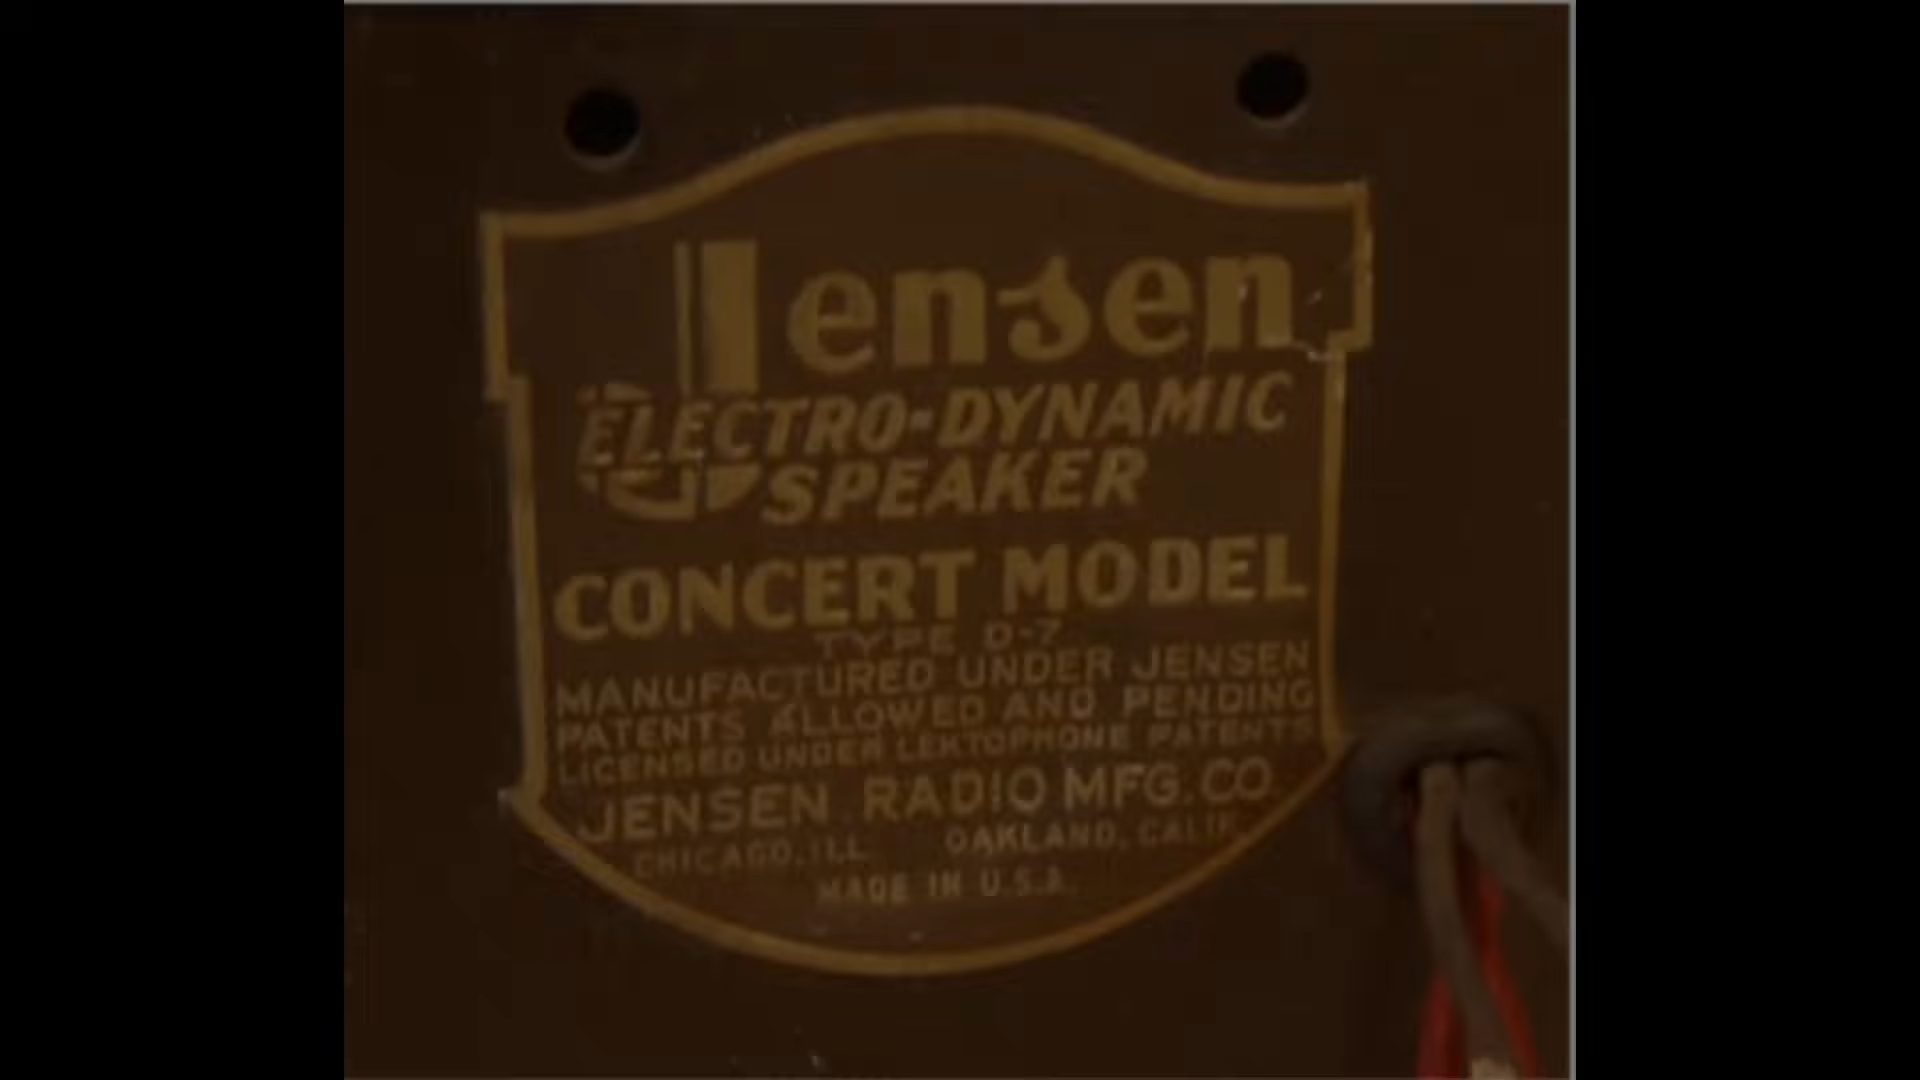 Jensen
ELECTRO-DYNAMIC
SPEAKER
CONCERT MODEL
TYPE D-7
MANUFACTURED UNDER JENSEN
PATENTS ALLOWED AND PENDING
LICENSED UNDER LEKTOPHONE PATENTS
JENSEN RADIO MFG. CO.
CHICAGO, ILL. OAKLAND, CALIF.
MADE IN U.S.A.